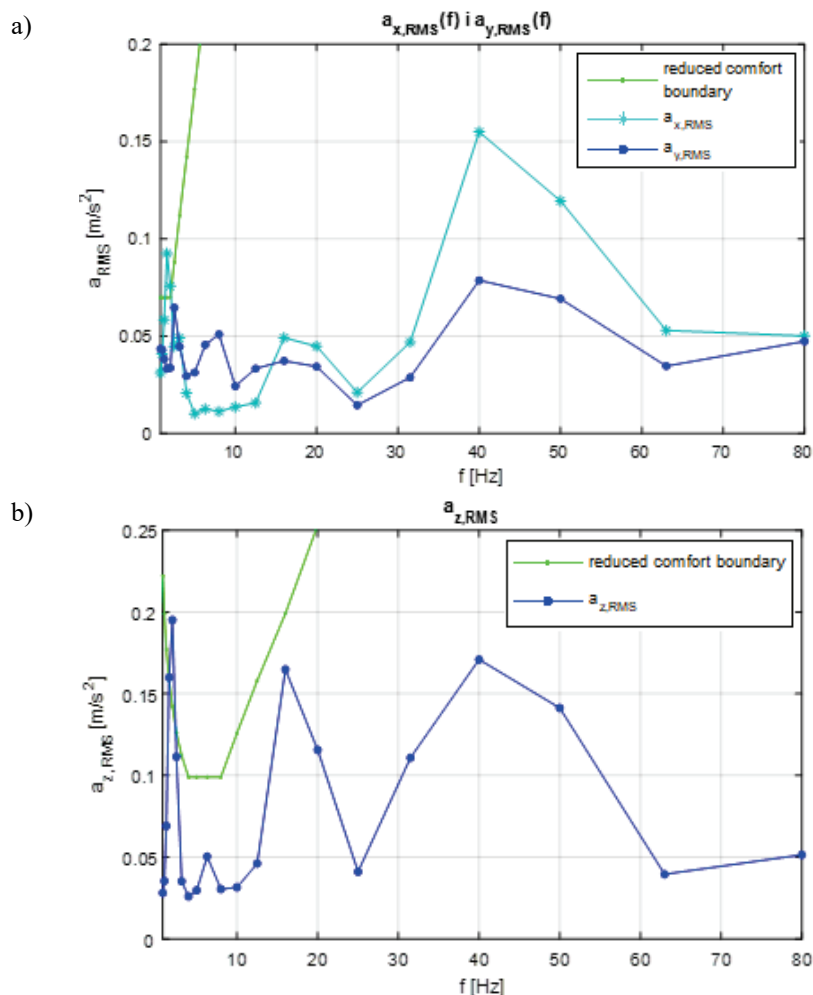 a)
a_x,RMS(f) i a_y,RMS(f)
0.2
0.15
0.1
0.05
0
a_RMS [m/s²]
reduced comfort
boundary
a_x,RMS
a_y,RMS
10 20 30 40 50 60 70 80
f [Hz]
b)
a_z,RMS
0.25
0.2
0.15
0.1
0.05
0
a_z,RMS [m/s²]
reduced comfort boundary
a_z,RMS
10 20 30 40 50 60 70 80
f [Hz]